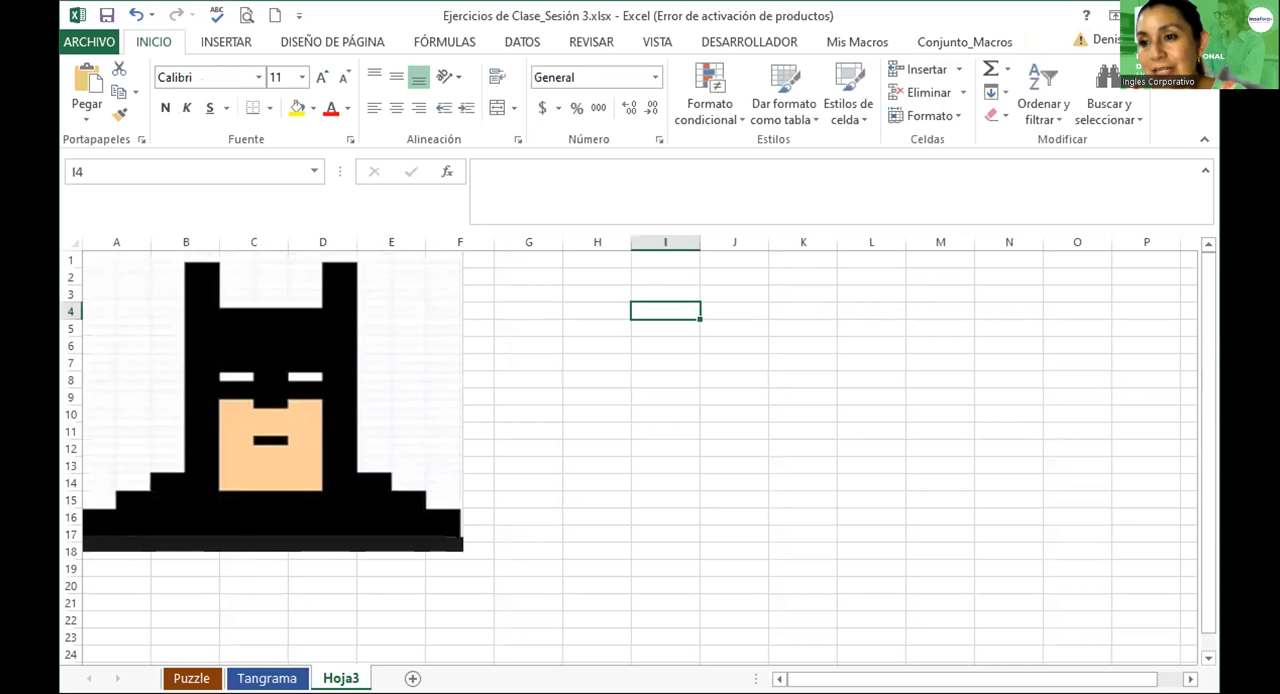 Ejercicios de Clase_Sesión 3.xlsx - Excel (Error de activación de productos)
ARCHIVO INICIO INSERTAR DISEÑO DE PÁGINA FÓRMULAS DATOS REVISAR VISTA DESARROLLADOR Mis Macros Conjunto_Macros Denis
ONAL
Ingles Corporativo
Pegar
Calibri 11
N K S
General
$ % 000
Formato condicional
Dar formato como tabla
Estilos de celda
Insertar
Eliminar
Formato
Ordenar y filtrar
Buscar y seleccionar
Portapapeles Fuente Alineación Número Estilos Celdas Modificar
I4
fx
A B C D E F G H I J K L M N O P
1
2
3
4
5
6
7
8
9
10
11
12
13
14
15
16
17
18
19
20
21
22
23
24
Puzzle Tangrama Hoja3